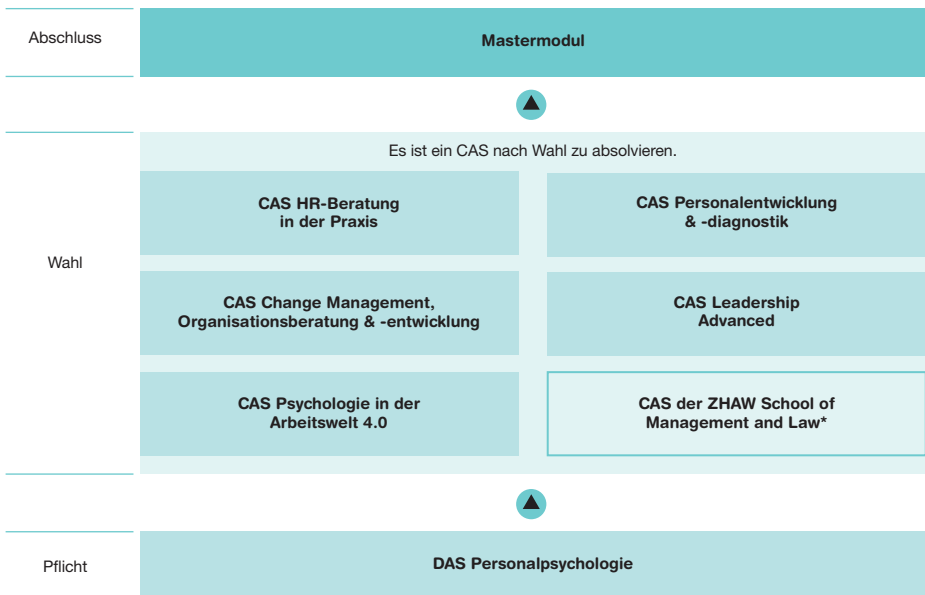 Abschluss
Mastermodul
Es ist ein CAS nach Wahl zu absolvieren.
CAS HR-Beratung
in der Praxis
CAS Personalentwicklung
& -diagnostik
Wahl
CAS Change Management,
Organisationsberatung & -entwicklung
CAS Leadership
Advanced
CAS Psychologie in der
Arbeitswelt 4.0
CAS der ZHAW School of
Management and Law*
Pflicht
DAS Personalpsychologie